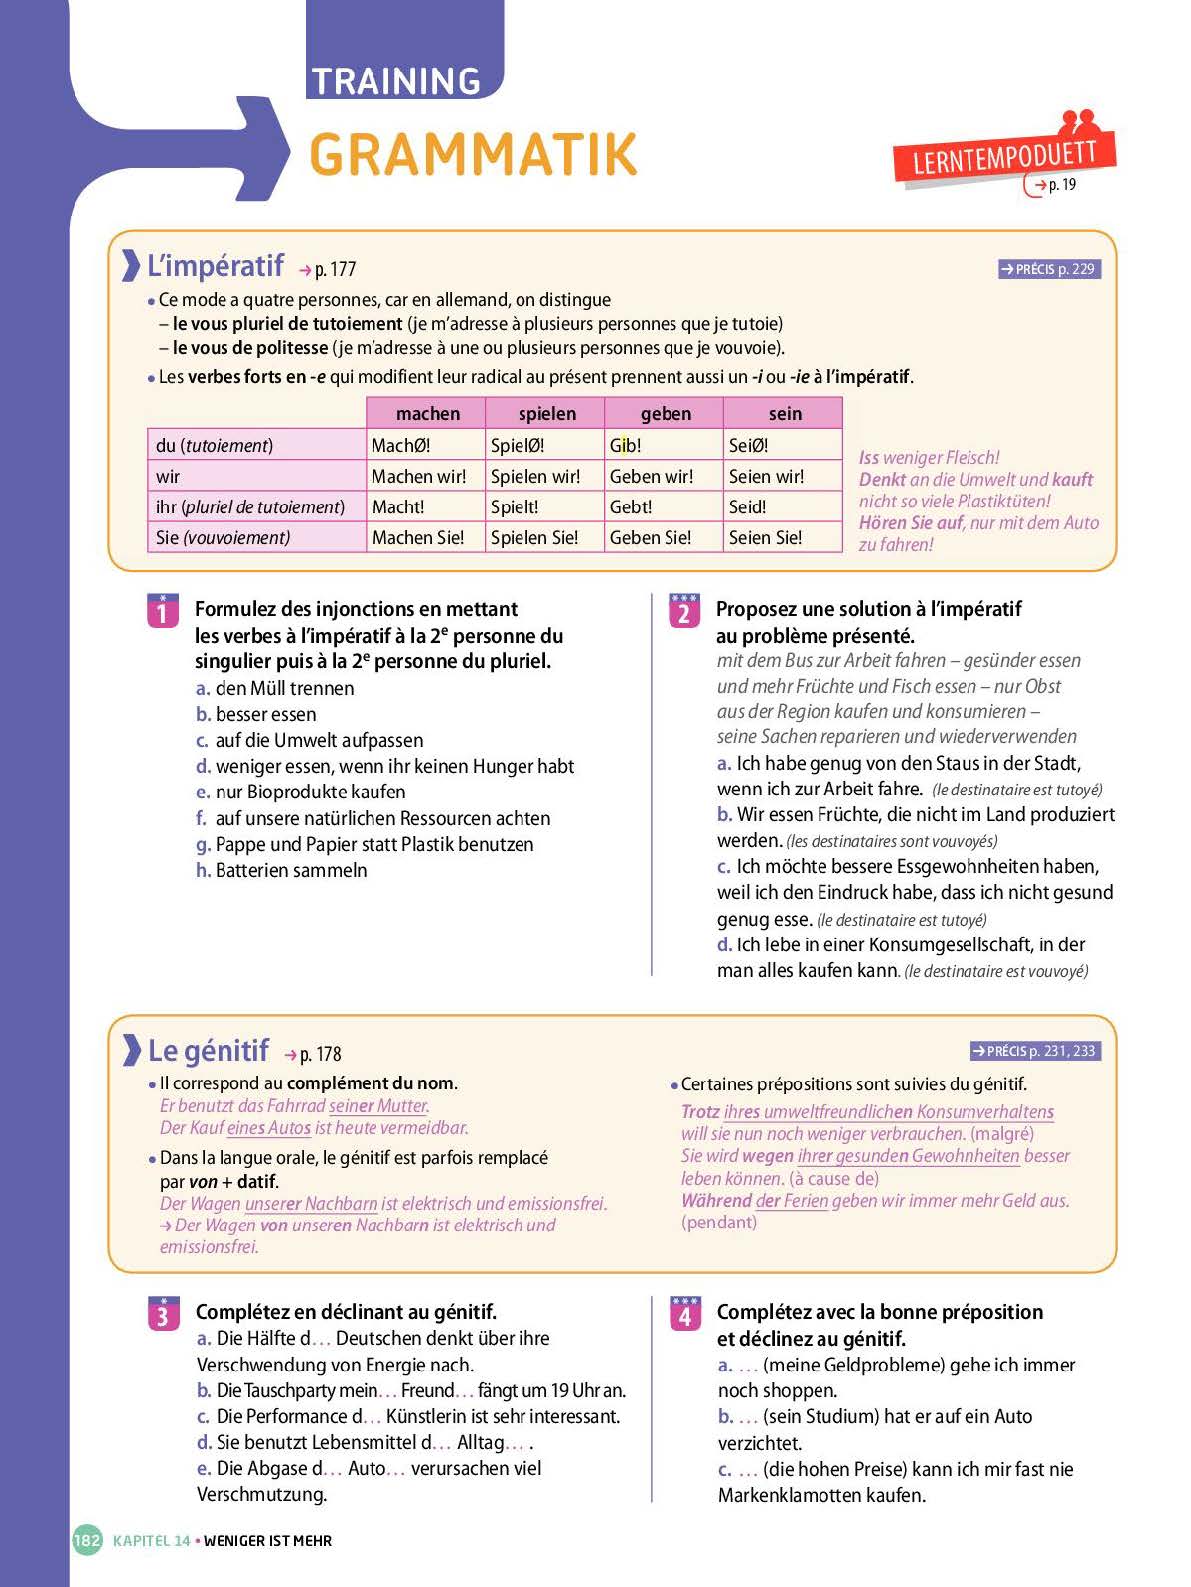 TRAINING
GRAMMATIK
LERNTEMPODUETT
→ p. 19
L'impératif → p. 177
→ PRÉCIS p. 229
• Ce mode a quatre personnes, car en allemand, on distingue
– le vous pluriel de tutoiement (je m'adresse à plusieurs personnes que je tutoie)
– le vous de politesse (je m'adresse à une ou plusieurs personnes que je vouvoie).
• Les verbes forts en -e qui modifient leur radical au présent prennent aussi un -i ou -ie à l'impératif.
machen spielen geben sein
du (tutoiement) MachØ! SpielØ! Gib! SeiØ!
wir Machen wir! Spielen wir! Geben wir! Seien wir!
ihr (pluriel de tutoiement) Macht! Spielt! Gebt! Seid!
Sie (vouvoiement) Machen Sie! Spielen Sie! Geben Sie! Seien Sie!
Iss weniger Fleisch!
Denkt an die Umwelt und kauft
nicht so viele Plastiktüten!
Hören Sie auf, nur mit dem Auto
zu fahren!
* 1 Formulez des injonctions en mettant
les verbes à l'impératif à la 2e personne du
singulier puis à la 2e personne du pluriel.
a. den Müll trennen
b. besser essen
c. auf die Umwelt aufpassen
d. weniger essen, wenn ihr keinen Hunger habt
e. nur Bioprodukte kaufen
f. auf unsere natürlichen Ressourcen achten
g. Pappe und Papier statt Plastik benutzen
h. Batterien sammeln
*** 2 Proposez une solution à l'impératif
au problème présenté.
mit dem Bus zur Arbeit fahren – gesünder essen
und mehr Früchte und Fisch essen – nur Obst
aus der Region kaufen und konsumieren –
seine Sachen reparieren und wiederverwenden
a. Ich habe genug von den Staus in der Stadt,
wenn ich zur Arbeit fahre. (le destinataire est tutoyé)
b. Wir essen Früchte, die nicht im Land produziert
werden. (les destinataires sont vouvoyés)
c. Ich möchte bessere Essgewohnheiten haben,
weil ich den Eindruck habe, dass ich nicht gesund
genug esse. (le destinataire est tutoyé)
d. Ich lebe in einer Konsumgesellschaft, in der
man alles kaufen kann. (le destinataire est vouvoyé)
Le génitif → p. 178
→ PRÉCIS p. 231, 233
• Il correspond au complément du nom.
Er benutzt das Fahrrad seiner Mutter.
Der Kauf eines Autos ist heute vermeidbar.
• Dans la langue orale, le génitif est parfois remplacé
par von + datif.
Der Wagen unserer Nachbarn ist elektrisch und emissionsfrei.
→ Der Wagen von unseren Nachbarn ist elektrisch und
emissionsfrei.
• Certaines prépositions sont suivies du génitif.
Trotz ihres umweltfreundlichen Konsumverhaltens
will sie nun noch weniger verbrauchen. (malgré)
Sie wird wegen ihrer gesunden Gewohnheiten besser
leben können. (à cause de)
Während der Ferien geben wir immer mehr Geld aus.
(pendant)
* 3 Complétez en déclinant au génitif.
a. Die Hälfte d... Deutschen denkt über ihre
Verschwendung von Energie nach.
b. Die Tauschparty mein... Freund... fängt um 19 Uhr an.
c. Die Performance d... Künstlerin ist sehr interessant.
d. Sie benutzt Lebensmittel d... Alltag... .
e. Die Abgase d... Auto... verursachen viel
Verschmutzung.
*** 4 Complétez avec la bonne préposition
et déclinez au génitif.
a. ... (meine Geldprobleme) gehe ich immer
noch shoppen.
b. ... (sein Studium) hat er auf ein Auto
verzichtet.
c. ... (die hohen Preise) kann ich mir fast nie
Markenklamotten kaufen.
182 KAPITEL 14 • WENIGER IST MEHR